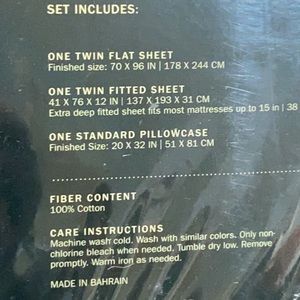 SET INCLUDES:
ONE TWIN FLAT SHEET
Finished size: 70 X 96 IN | 178 X 244 CM
ONE TWIN FITTED SHEET
41 X 76 X 12 IN | 137 X 193 X 31 CM
Extra deep fitted sheet fits most mattresses up to 15 in | 38
ONE STANDARD PILLOWCASE
Finished Size: 20 X 32 IN | 51 X 81 CM
FIBER CONTENT
100% Cotton
CARE INSTRUCTIONS
Machine wash cold. Wash with similar colors. Only non-
chlorine bleach when needed. Tumble dry low. Remove
promptly. Warm iron as needed.
MADE IN BAHRAIN